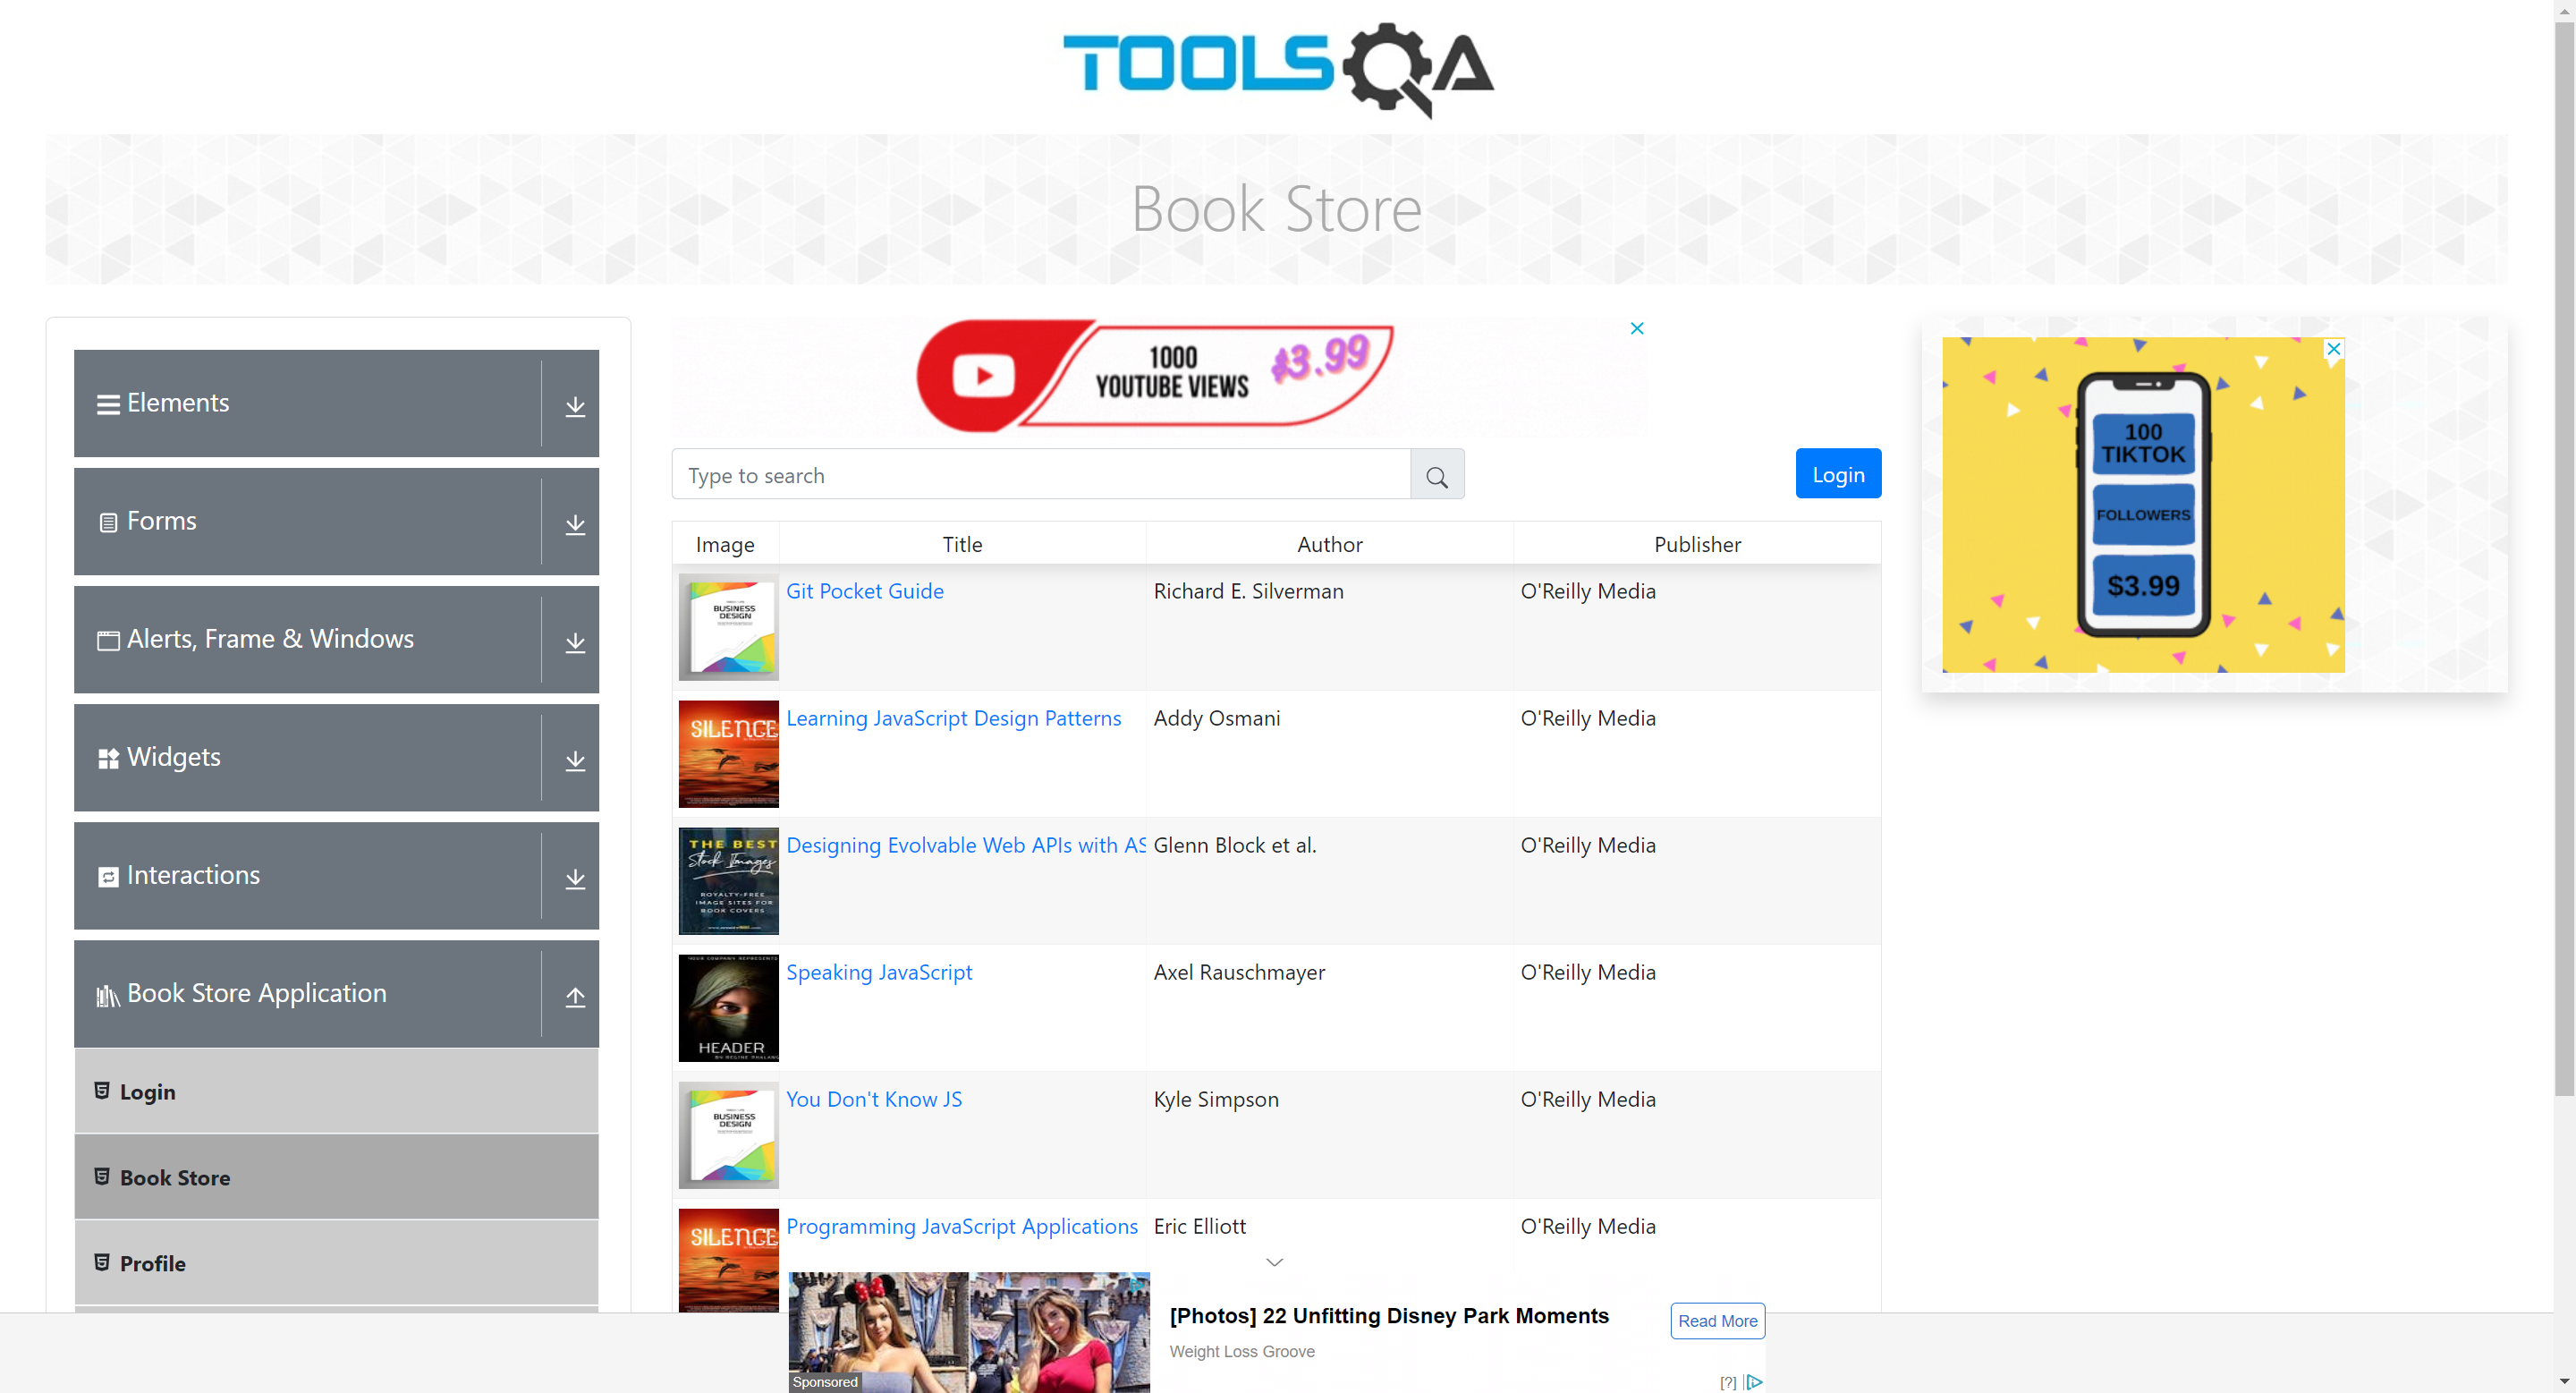 TOOLSQA
Book Store
Elements
Forms
Alerts, Frame & Windows
Widgets
Interactions
Book Store Application
Login
Book Store
Profile
1000
YOUTUBE VIEWS
$3.99
Type to search
Login
Image Title Author Publisher
BUSINESS
DESIGN
Git Pocket Guide Richard E. Silverman O'Reilly Media
SILENCE
Learning JavaScript Design Patterns Addy Osmani O'Reilly Media
THE BEST
Stock Images
ROYALTY-FREE
IMAGE SITES FOR
BOOK COVERS
Designing Evolvable Web APIs with AS Glenn Block et al. O'Reilly Media
YOUR COMPANY REPRESENTS
HEADER
Speaking JavaScript Axel Rauschmayer O'Reilly Media
BUSINESS
DESIGN
You Don't Know JS Kyle Simpson O'Reilly Media
SILENCE
Programming JavaScript Applications Eric Elliott O'Reilly Media
100
TIKTOK
FOLLOWERS
$3.99
[Photos] 22 Unfitting Disney Park Moments
Weight Loss Groove
Read More
Sponsored
[?]